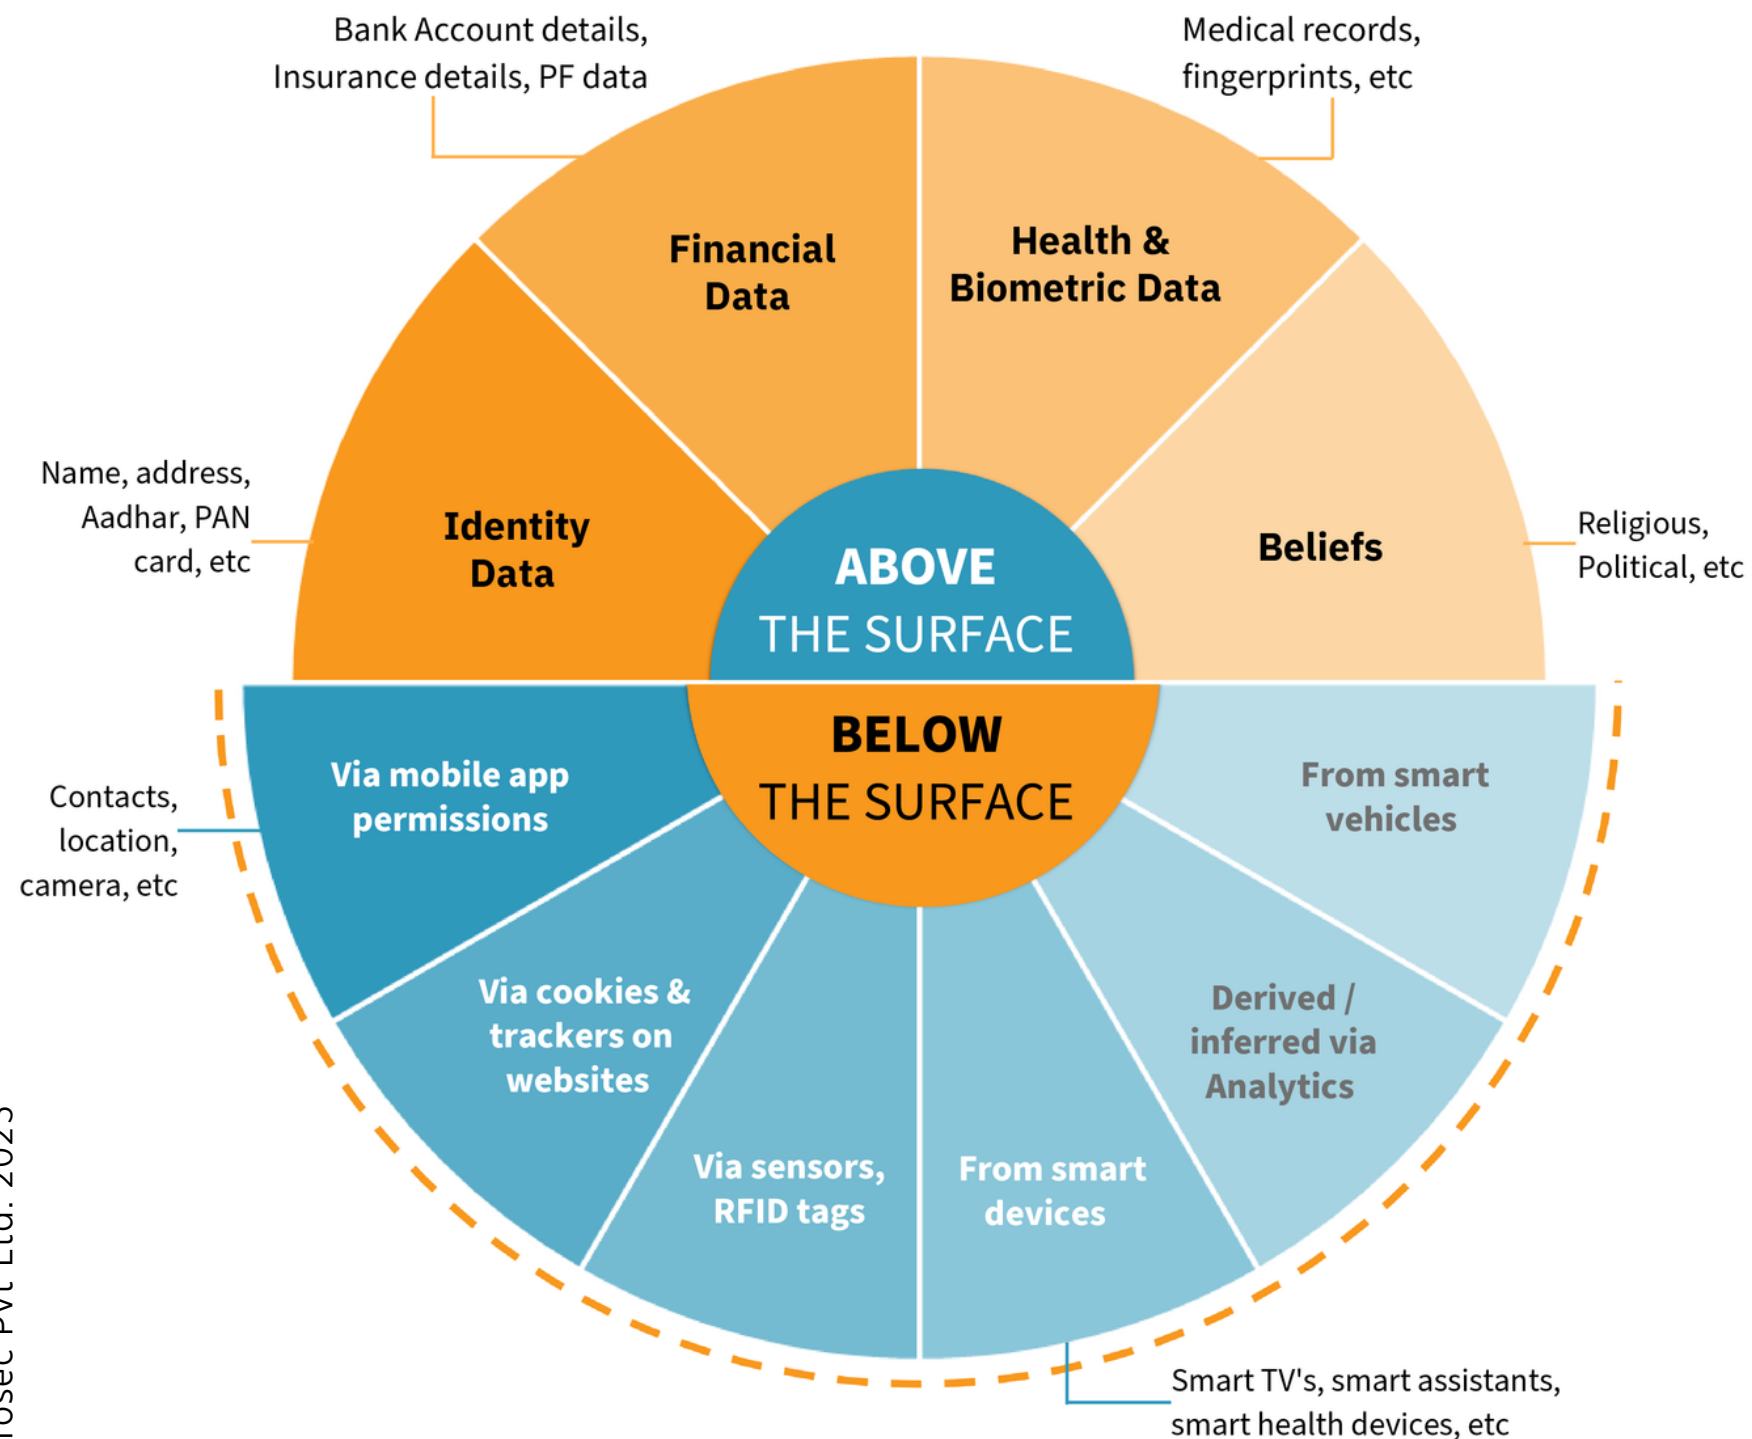 Bank Account details,
Insurance details, PF data
Medical records,
fingerprints, etc
Financial
Data
Health &
Biometric Data
Name, address,
Aadhar, PAN
card, etc
Identity
Data
Beliefs
Religious,
Political, etc
ABOVE
THE SURFACE
BELOW
THE SURFACE
Via mobile app
permissions
Contacts,
location,
camera, etc
From smart
vehicles
Via cookies &
trackers on
websites
Derived /
inferred via
Analytics
Via sensors,
RFID tags
From smart
devices
Smart TV's, smart assistants,
smart health devices, etc
Pvt Ltd. 2023